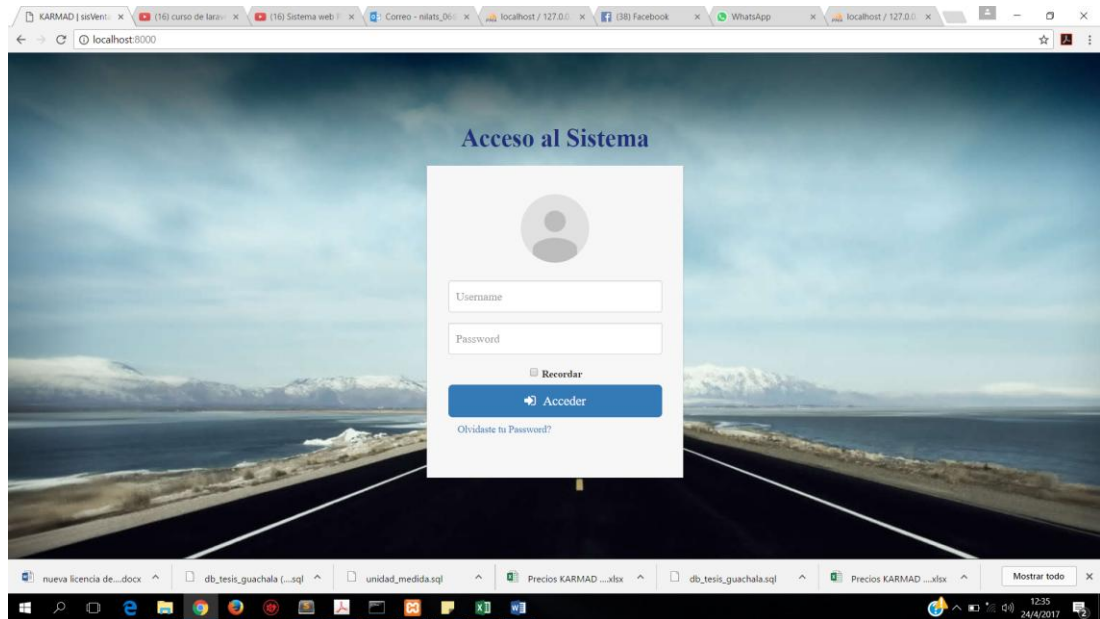 KARMAD | sisVenta
(16) curso de larav
(16) Sistema web
Correo - nilats_06
localhost / 127.0.0
(38) Facebook
WhatsApp
localhost / 127.0.0
localhost:8000
Acceso al Sistema
Username
Password
Recordar
Acceder
Olvidaste tu Password?
nueva licencia de....docx
db_tesis_guachala (....sql
unidad_medida.sql
Precios KARMAD ....xlsx
db_tesis_guachala.sql
Precios KARMAD ....xlsx
Mostrar todo
12:35
24/4/2017